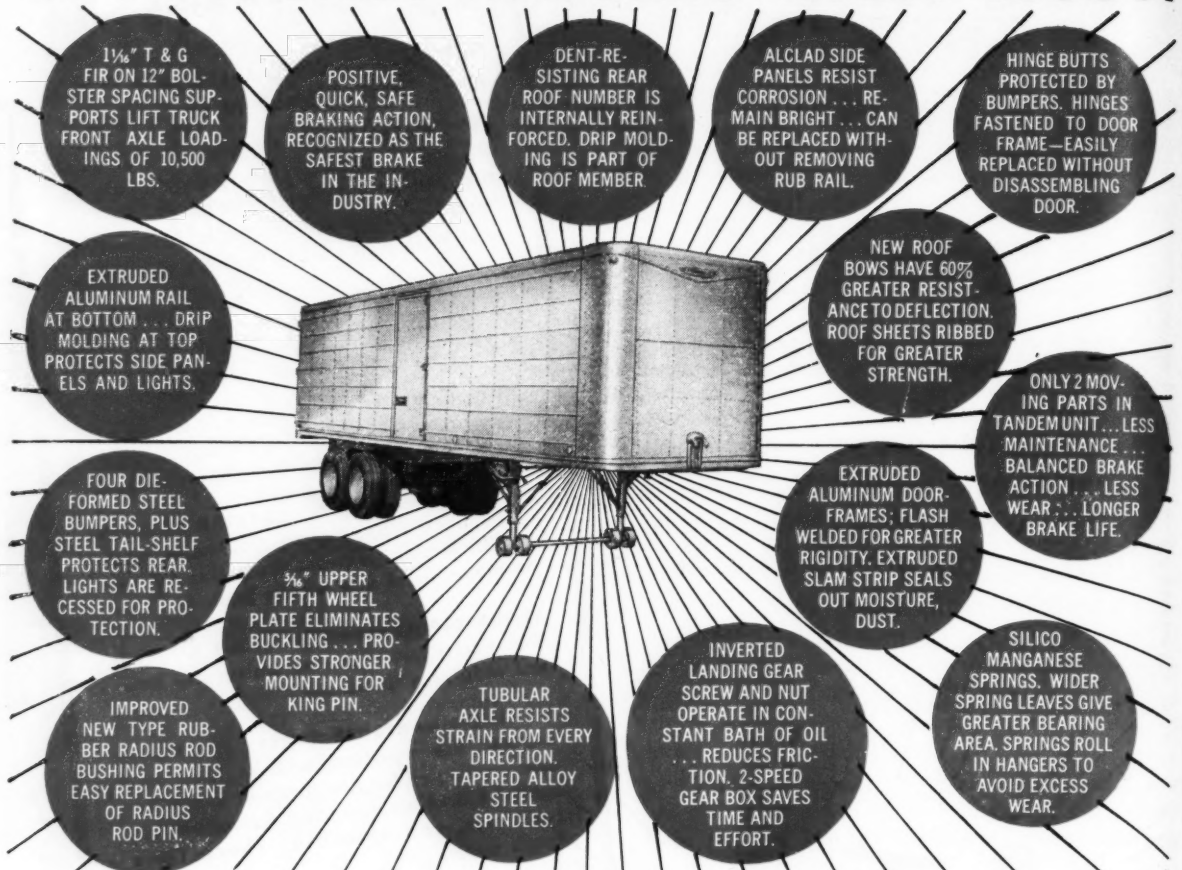 1 1/16" T & G
FIR ON 12" BOL-
STER SPACING SUP-
PORTS LIFT TRUCK
FRONT AXLE LOAD-
INGS OF 10,500
LBS.
POSITIVE,
QUICK, SAFE
BRAKING ACTION,
RECOGNIZED AS THE
SAFEST BRAKE
IN THE IN-
DUSTRY.
DENT-RE-
SISTING REAR
ROOF NUMBER IS
INTERNALLY REIN-
FORCED. DRIP MOLD-
ING IS PART OF
ROOF MEMBER
ALCLAD SIDE
PANELS RESIST
CORROSION ... RE-
MAIN BRIGHT ... CAN
BE REPLACED WITH-
OUT REMOVING
RUB RAIL.
HINGE BUTTS
PROTECTED BY
BUMPERS. HINGES
FASTENED TO DOOR
FRAME—EASILY
REPLACED WITHOUT
DISASSEMBLING
DOOR.
EXTRUDED
ALUMINUM RAIL
AT BOTTOM ... DRIP
MOLDING AT TOP
PROTECTS SIDE PAN-
ELS AND LIGHTS.
NEW ROOF
BOWS HAVE 60%
GREATER RESIST-
ANCE TO DEFLECTION.
ROOF SHEETS RIBBED
FOR GREATER
STRENGTH.
ONLY 2 MOV-
ING PARTS IN
TANDEM UNIT ... LESS
MAINTENANCE ...
BALANCED BRAKE
ACTION ... LESS
WEAR ... LONGER
BRAKE LIFE.
FOUR DIE-
FORMED STEEL
BUMPERS, PLUS
STEEL TAIL-SHELF
PROTECTS REAR.
LIGHTS ARE RE-
CESSED FOR PRO-
TECTION.
EXTRUDED
ALUMINUM DOOR-
FRAMES; FLASH
WELDED FOR GREATER
RIGIDITY. EXTRUDED
SLAM STRIP SEALS
OUT MOISTURE,
DUST.
5/16" UPPER
FIFTH WHEEL
PLATE ELIMINATES
BUCKLING ... PRO-
VIDES STRONGER
MOUNTING FOR
KING PIN.
IMPROVED
NEW TYPE RUB-
BER RADIUS ROD
BUSHING PERMITS
EASY REPLACEMENT
OF RADIUS
ROD PIN.
TUBULAR
AXLE RESISTS
STRAIN FROM EVERY
DIRECTION.
TAPERED ALLOY
STEEL
SPINDLES.
INVERTED
LANDING GEAR
SCREW AND NUT
OPERATE IN CON-
STANT BATH OF OIL
... REDUCES FRIC-
TION. 2-SPEED
GEAR BOX SAVES
TIME AND
EFFORT.
SILICO
MANGANESE
SPRINGS. WIDER
SPRING LEAVES GIVE
GREATER BEARING
AREA. SPRINGS ROLL
IN HANGERS TO
AVOID EXCESS
WEAR.